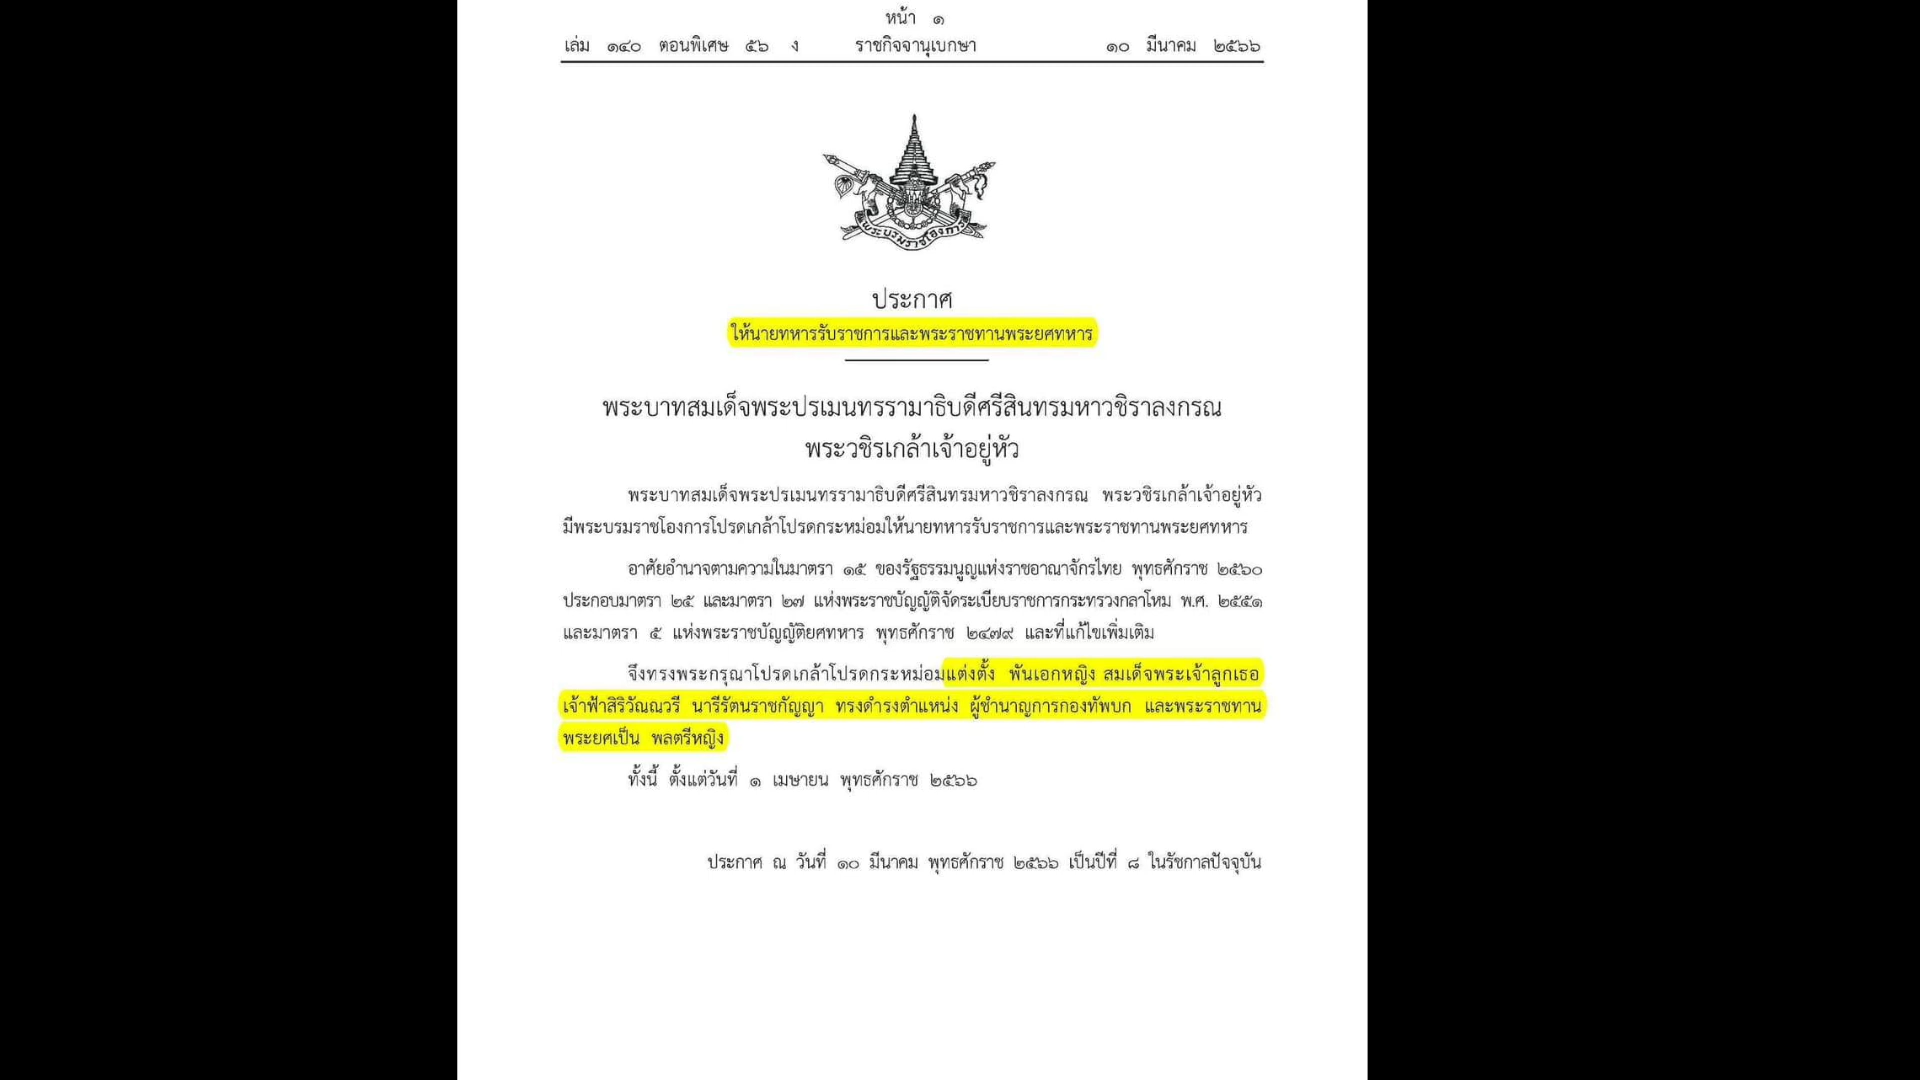 หน้า ๑
เล่ม ๑๔๐ ตอนพิเศษ ๕๖ ง ราชกิจจานุเบกษา ๑๐ มีนาคม ๒๕๖๖
พระบรมราชโองการ
ประกาศ
ให้นายทหารรับราชการและพระราชทานพระยศทหาร
พระบาทสมเด็จพระปรเมนทรรามาธิบดีศรีสินทรมหาวชิราลงกรณ
พระวชิรเกล้าเจ้าอยู่หัว
พระบาทสมเด็จพระปรเมนทรรามาธิบดีศรีสินทรมหาวชิราลงกรณ พระวชิรเกล้าเจ้าอยู่หัว
มีพระบรมราชโองการโปรดเกล้าโปรดกระหม่อมให้นายทหารรับราชการและพระราชทานพระยศทหาร
อาศัยอำนาจตามความในมาตรา ๑๕ ของรัฐธรรมนูญแห่งราชอาณาจักรไทย พุทธศักราช ๒๕๖๐
ประกอบมาตรา ๒๕ และมาตรา ๒๗ แห่งพระราชบัญญัติจัดระเบียบราชการกระทรวงกลาโหม พ.ศ. ๒๕๕๑
และมาตรา ๕ แห่งพระราชบัญญัติยศทหาร พุทธศักราช ๒๔๗๙ และที่แก้ไขเพิ่มเติม
จึงทรงพระกรุณาโปรดเกล้าโปรดกระหม่อมแต่งตั้ง พันเอกหญิง สมเด็จพระเจ้าลูกเธอ
เจ้าฟ้าสิริวัณณวรี นารีรัตนราชกัญญา ทรงดำรงตำแหน่ง ผู้ชำนาญการกองทัพบก และพระราชทาน
พระยศเป็น พลตรีหญิง
ทั้งนี้ ตั้งแต่วันที่ ๑ เมษายน พุทธศักราช ๒๕๖๖
ประกาศ ณ วันที่ ๑๐ มีนาคม พุทธศักราช ๒๕๖๖ เป็นปีที่ ๘ ในรัชกาลปัจจุบัน